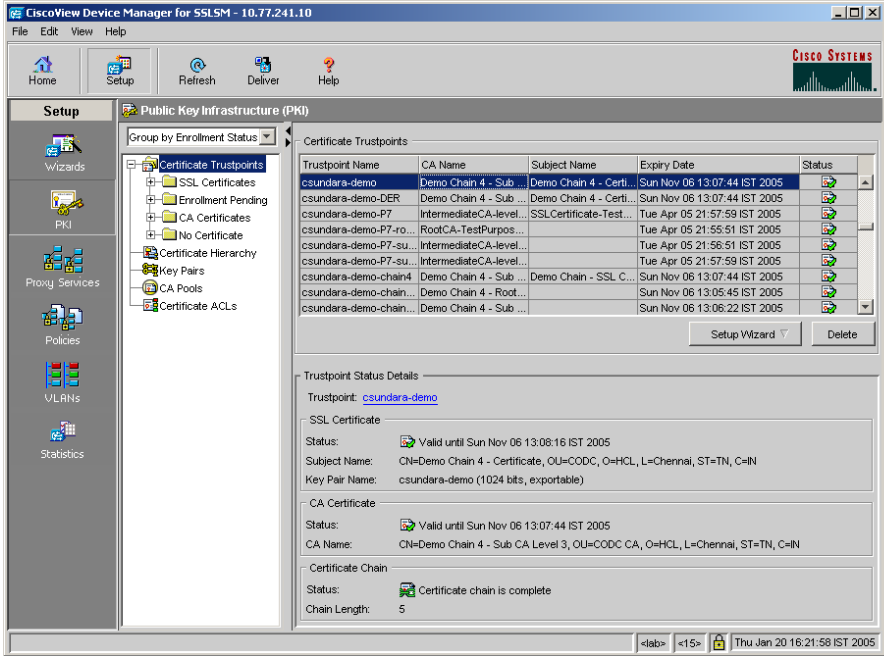 CiscoView Device Manager for SSLSM - 10.77.241.10
File Edit View Help
Home Setup Refresh Deliver Help
CISCO SYSTEMS
Setup
Wizards
PKI
Proxy Services
Policies
VLANs
Statistics
Public Key Infrastructure (PKI)
Group by Enrollment Status
Certificate Trustpoints
SSL Certificates
Enrollment Pending
CA Certificates
No Certificate
Certificate Hierarchy
Key Pairs
CA Pools
Certificate ACLs
Certificate Trustpoints
Trustpoint Name CA Name Subject Name Expiry Date Status
csundara-demo Demo Chain 4 - Sub ... Demo Chain 4 - Certi... Sun Nov 06 13:07:44 IST 2005
csundara-demo-DER Demo Chain 4 - Sub ... Demo Chain 4 - Certi... Sun Nov 06 13:07:44 IST 2005
csundara-demo-P7 IntermediateCA-level... SSLCertificate-Test... Tue Apr 05 21:57:59 IST 2005
csundara-demo-P7-ro... RootCA-TestPurpos... Tue Apr 05 21:55:51 IST 2005
csundara-demo-P7-su... IntermediateCA-level... Tue Apr 05 21:56:51 IST 2005
csundara-demo-P7-su... IntermediateCA-level... Tue Apr 05 21:57:59 IST 2005
csundara-demo-chain4 Demo Chain 4 - Sub ... Demo Chain - SSL C... Sun Nov 06 13:07:44 IST 2005
csundara-demo-chain... Demo Chain 4 - Root... Sun Nov 06 13:05:45 IST 2005
csundara-demo-chain... Demo Chain 4 - Sub ... Sun Nov 06 13:06:22 IST 2005
Setup Wizard Delete
Trustpoint Status Details
Trustpoint: csundara-demo
SSL Certificate
Status: Valid until Sun Nov 06 13:08:16 IST 2005
Subject Name: CN=Demo Chain 4 - Certificate, OU=CODC, O=HCL, L=Chennai, ST=TN, C=IN
Key Pair Name: csundara-demo (1024 bits, exportable)
CA Certificate
Status: Valid until Sun Nov 06 13:07:44 IST 2005
CA Name: CN=Demo Chain 4 - Sub CA Level 3, OU=CODC CA, O=HCL, L=Chennai, ST=TN, C=IN
Certificate Chain
Status: Certificate chain is complete
Chain Length: 5
<lab> <15> Thu Jan 20 16:21:58 IST 2005